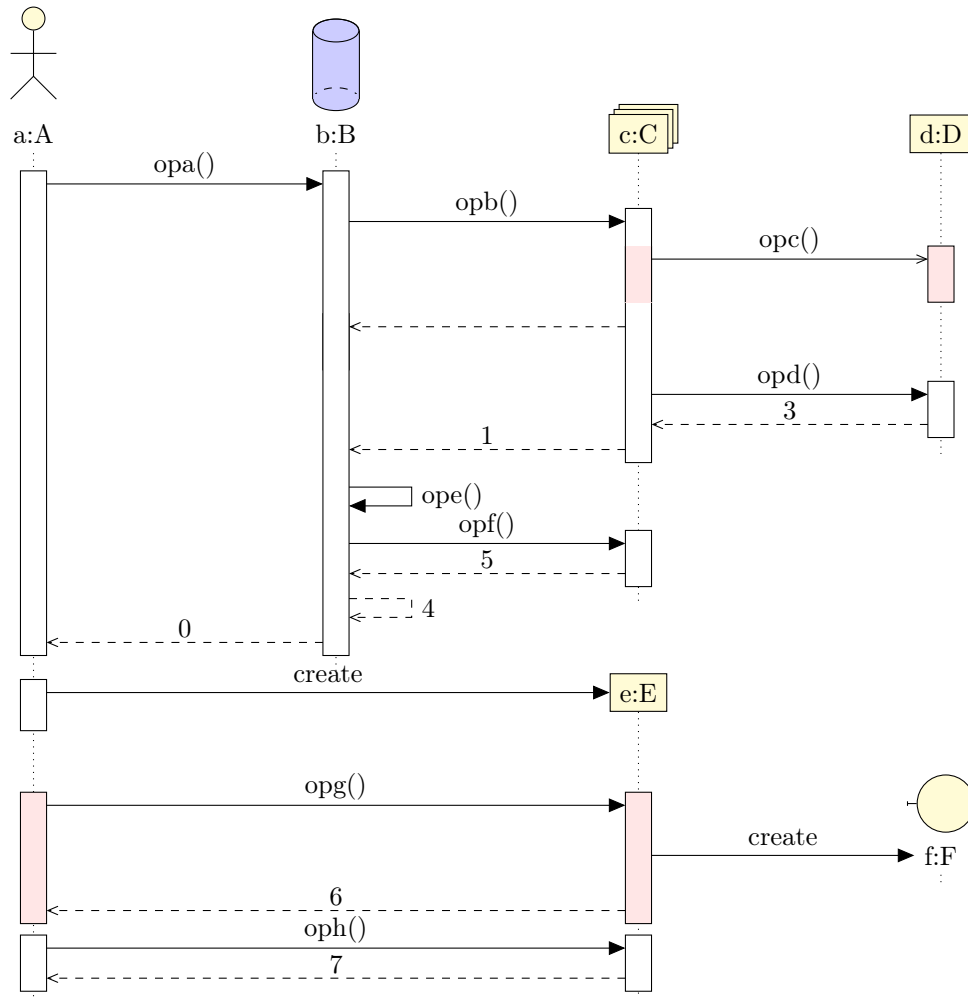 a:A
b:B
c:C
d:D
opa()
opb()
opc()
opd()
3
1
ope()
opf()
5
4
0
create
e:E
opg()
create
f:F
6
oph()
7